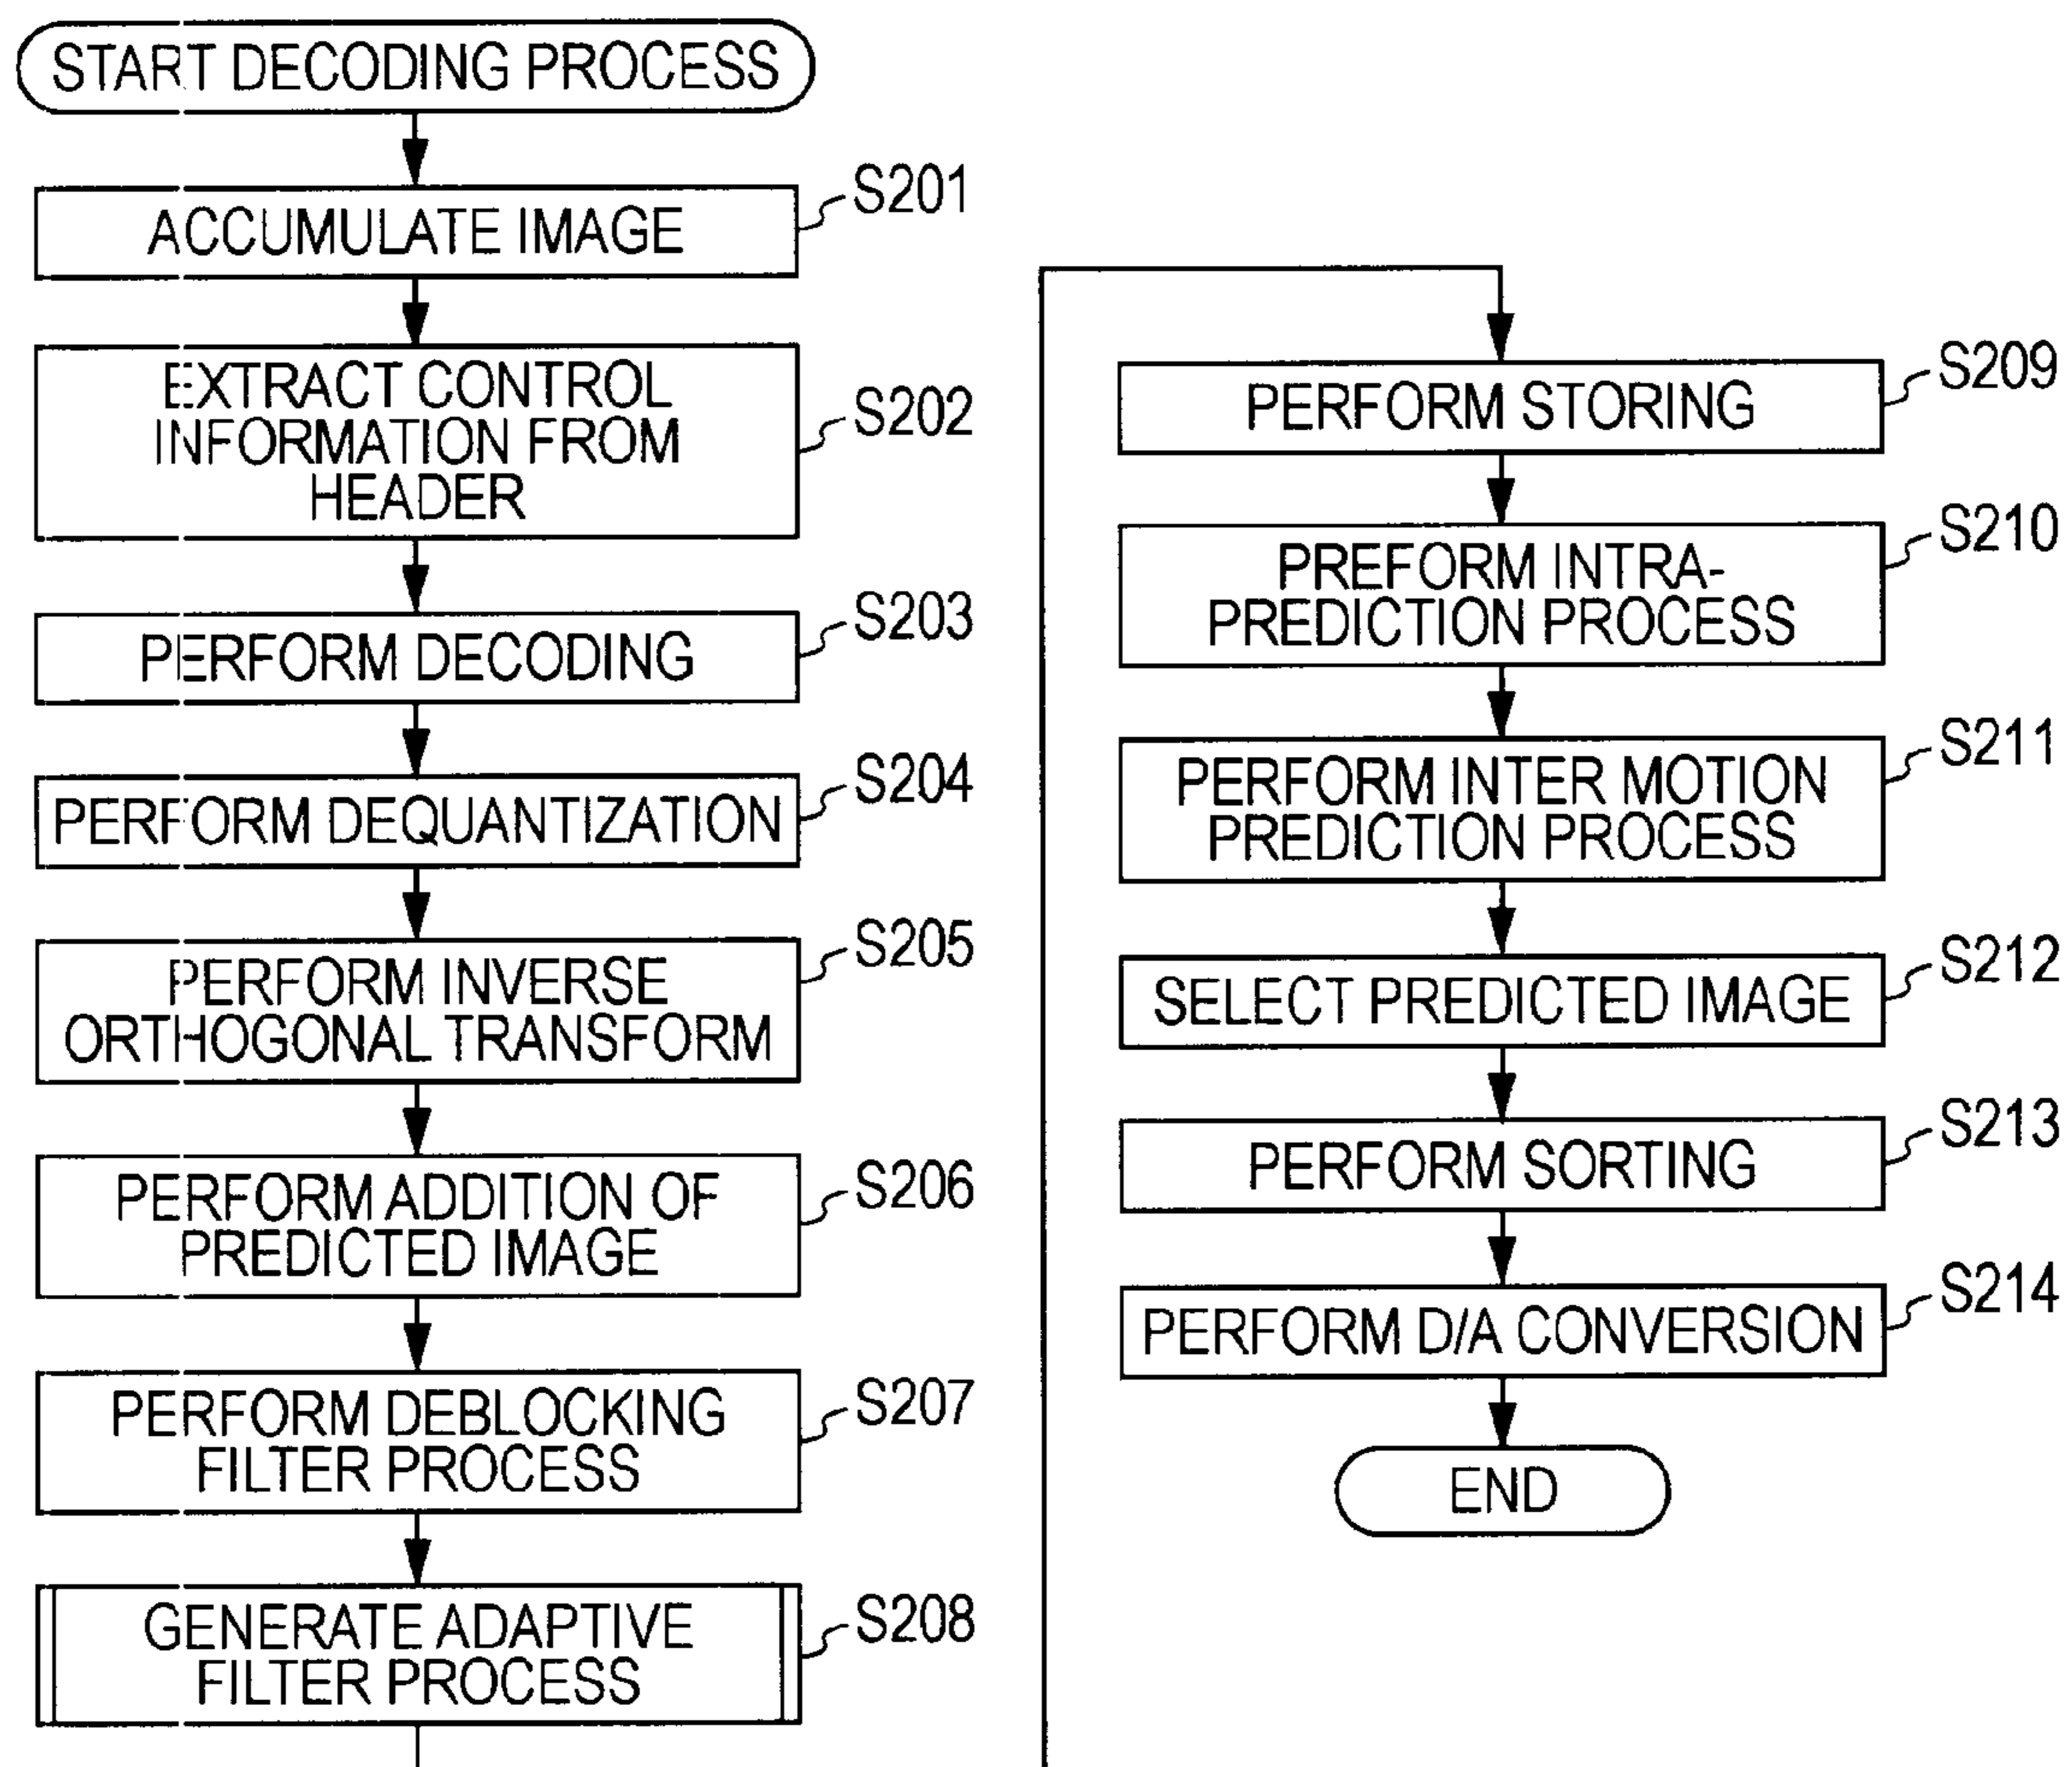 START DECODING PROCESS
ACCUMULATE IMAGE
S201
EXTRACT CONTROL
INFORMATION FROM
HEADER
S202
PERFORM DECODING
S203
PERFORM DEQUANTIZATION
S204
PERFORM INVERSE
ORTHOGONAL TRANSFORM
S205
PERFORM ADDITION OF
PREDICTED IMAGE
S206
PERFORM DEBLOCKING
FILTER PROCESS
S207
GENERATE ADAPTIVE
FILTER PROCESS
S208
PERFORM STORING
S209
PREFORM INTRA-
PREDICTION PROCESS
S210
PERFORM INTER MOTION
PREDICTION PROCESS
S211
SELECT PREDICTED IMAGE
S212
PERFORM SORTING
S213
PERFORM D/A CONVERSION
S214
END